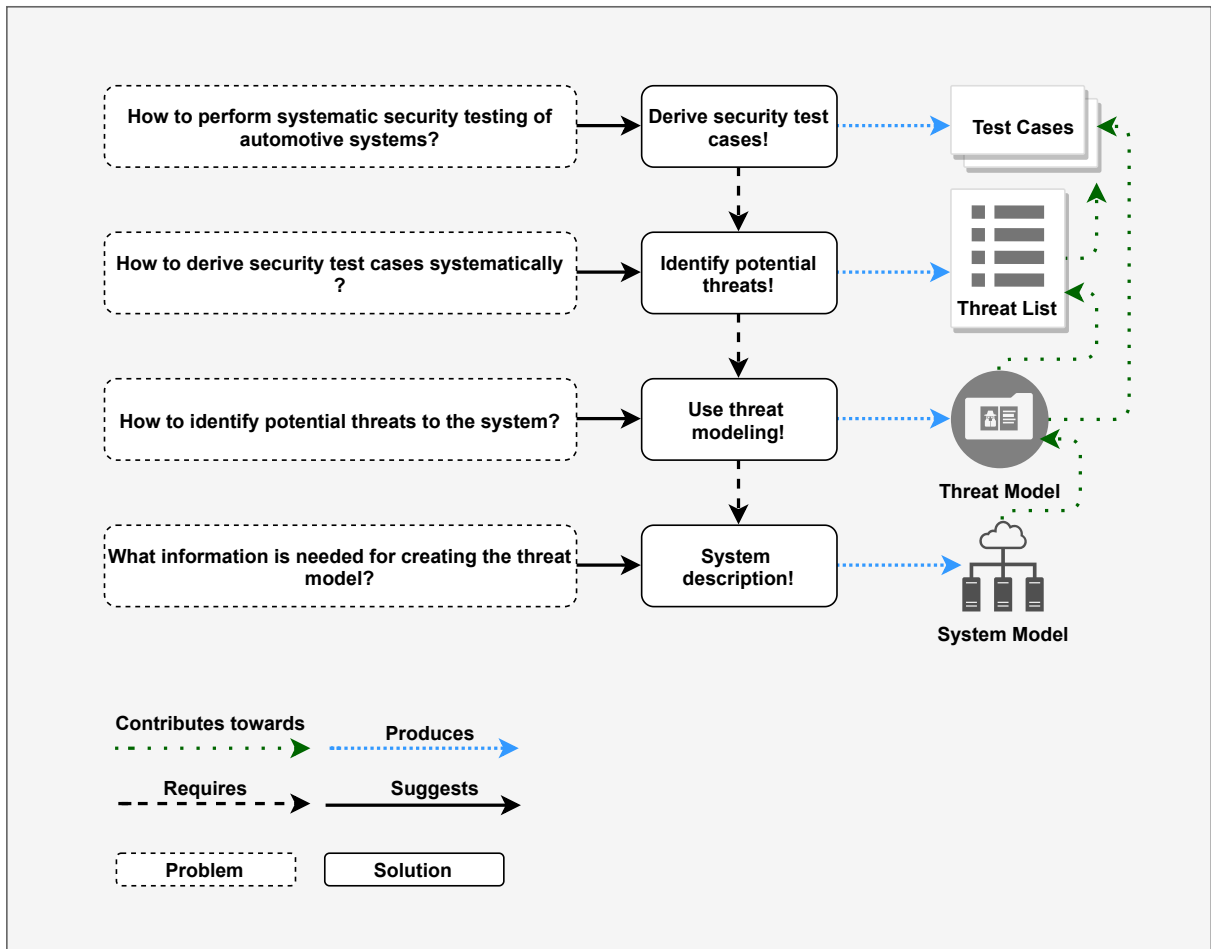 How to perform systematic security testing of
automotive systems?
Derive security test
cases!
Test Cases
How to derive security test cases systematically
?
Identify potential
threats!
Threat List
How to identify potential threats to the system?
Use threat
modeling!
Threat Model
What information is needed for creating the threat
model?
System
description!
System Model
Contributes towards
Produces
Requires
Suggests
Problem
Solution